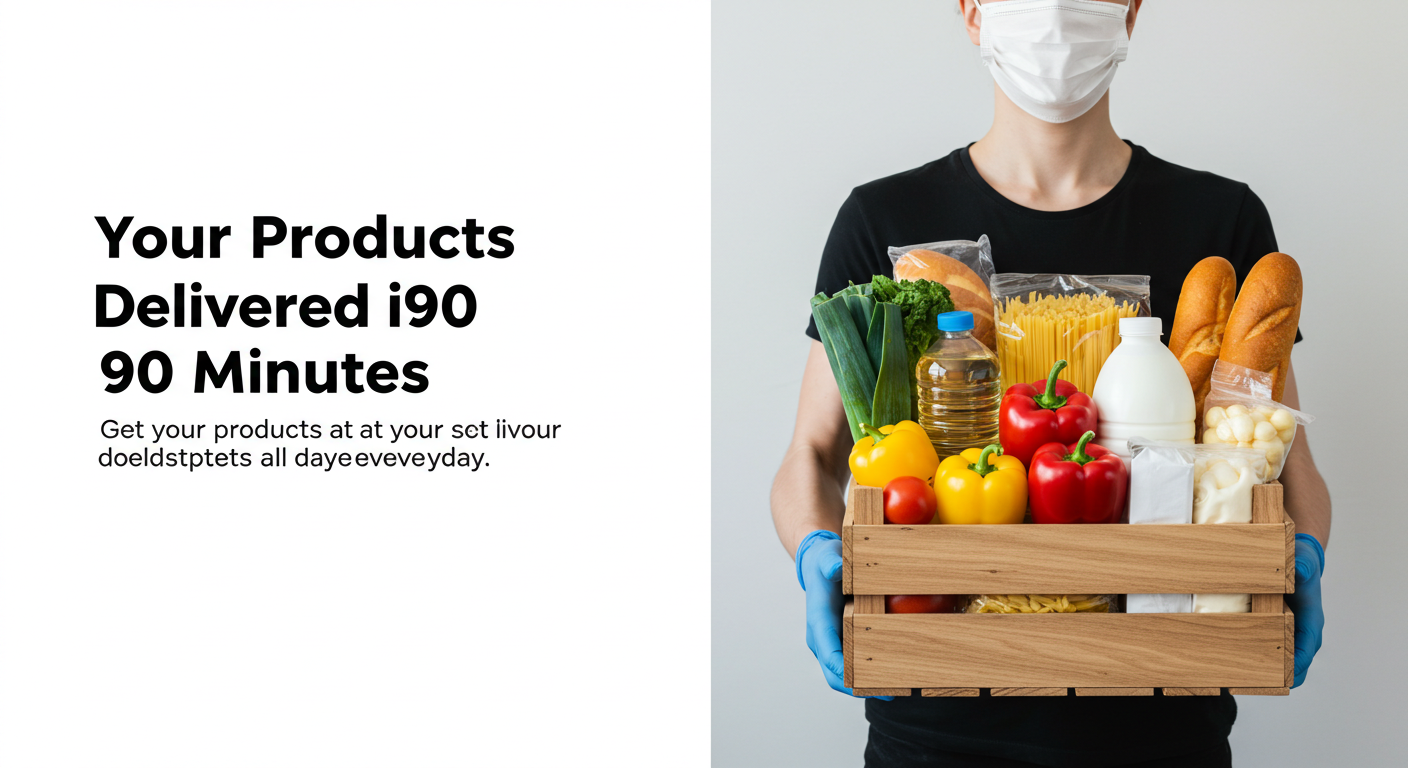 Your Products
Delivered i90
90 Minutes
Get your products at at your sct livour
doeldstptets all dayeeveveyday.